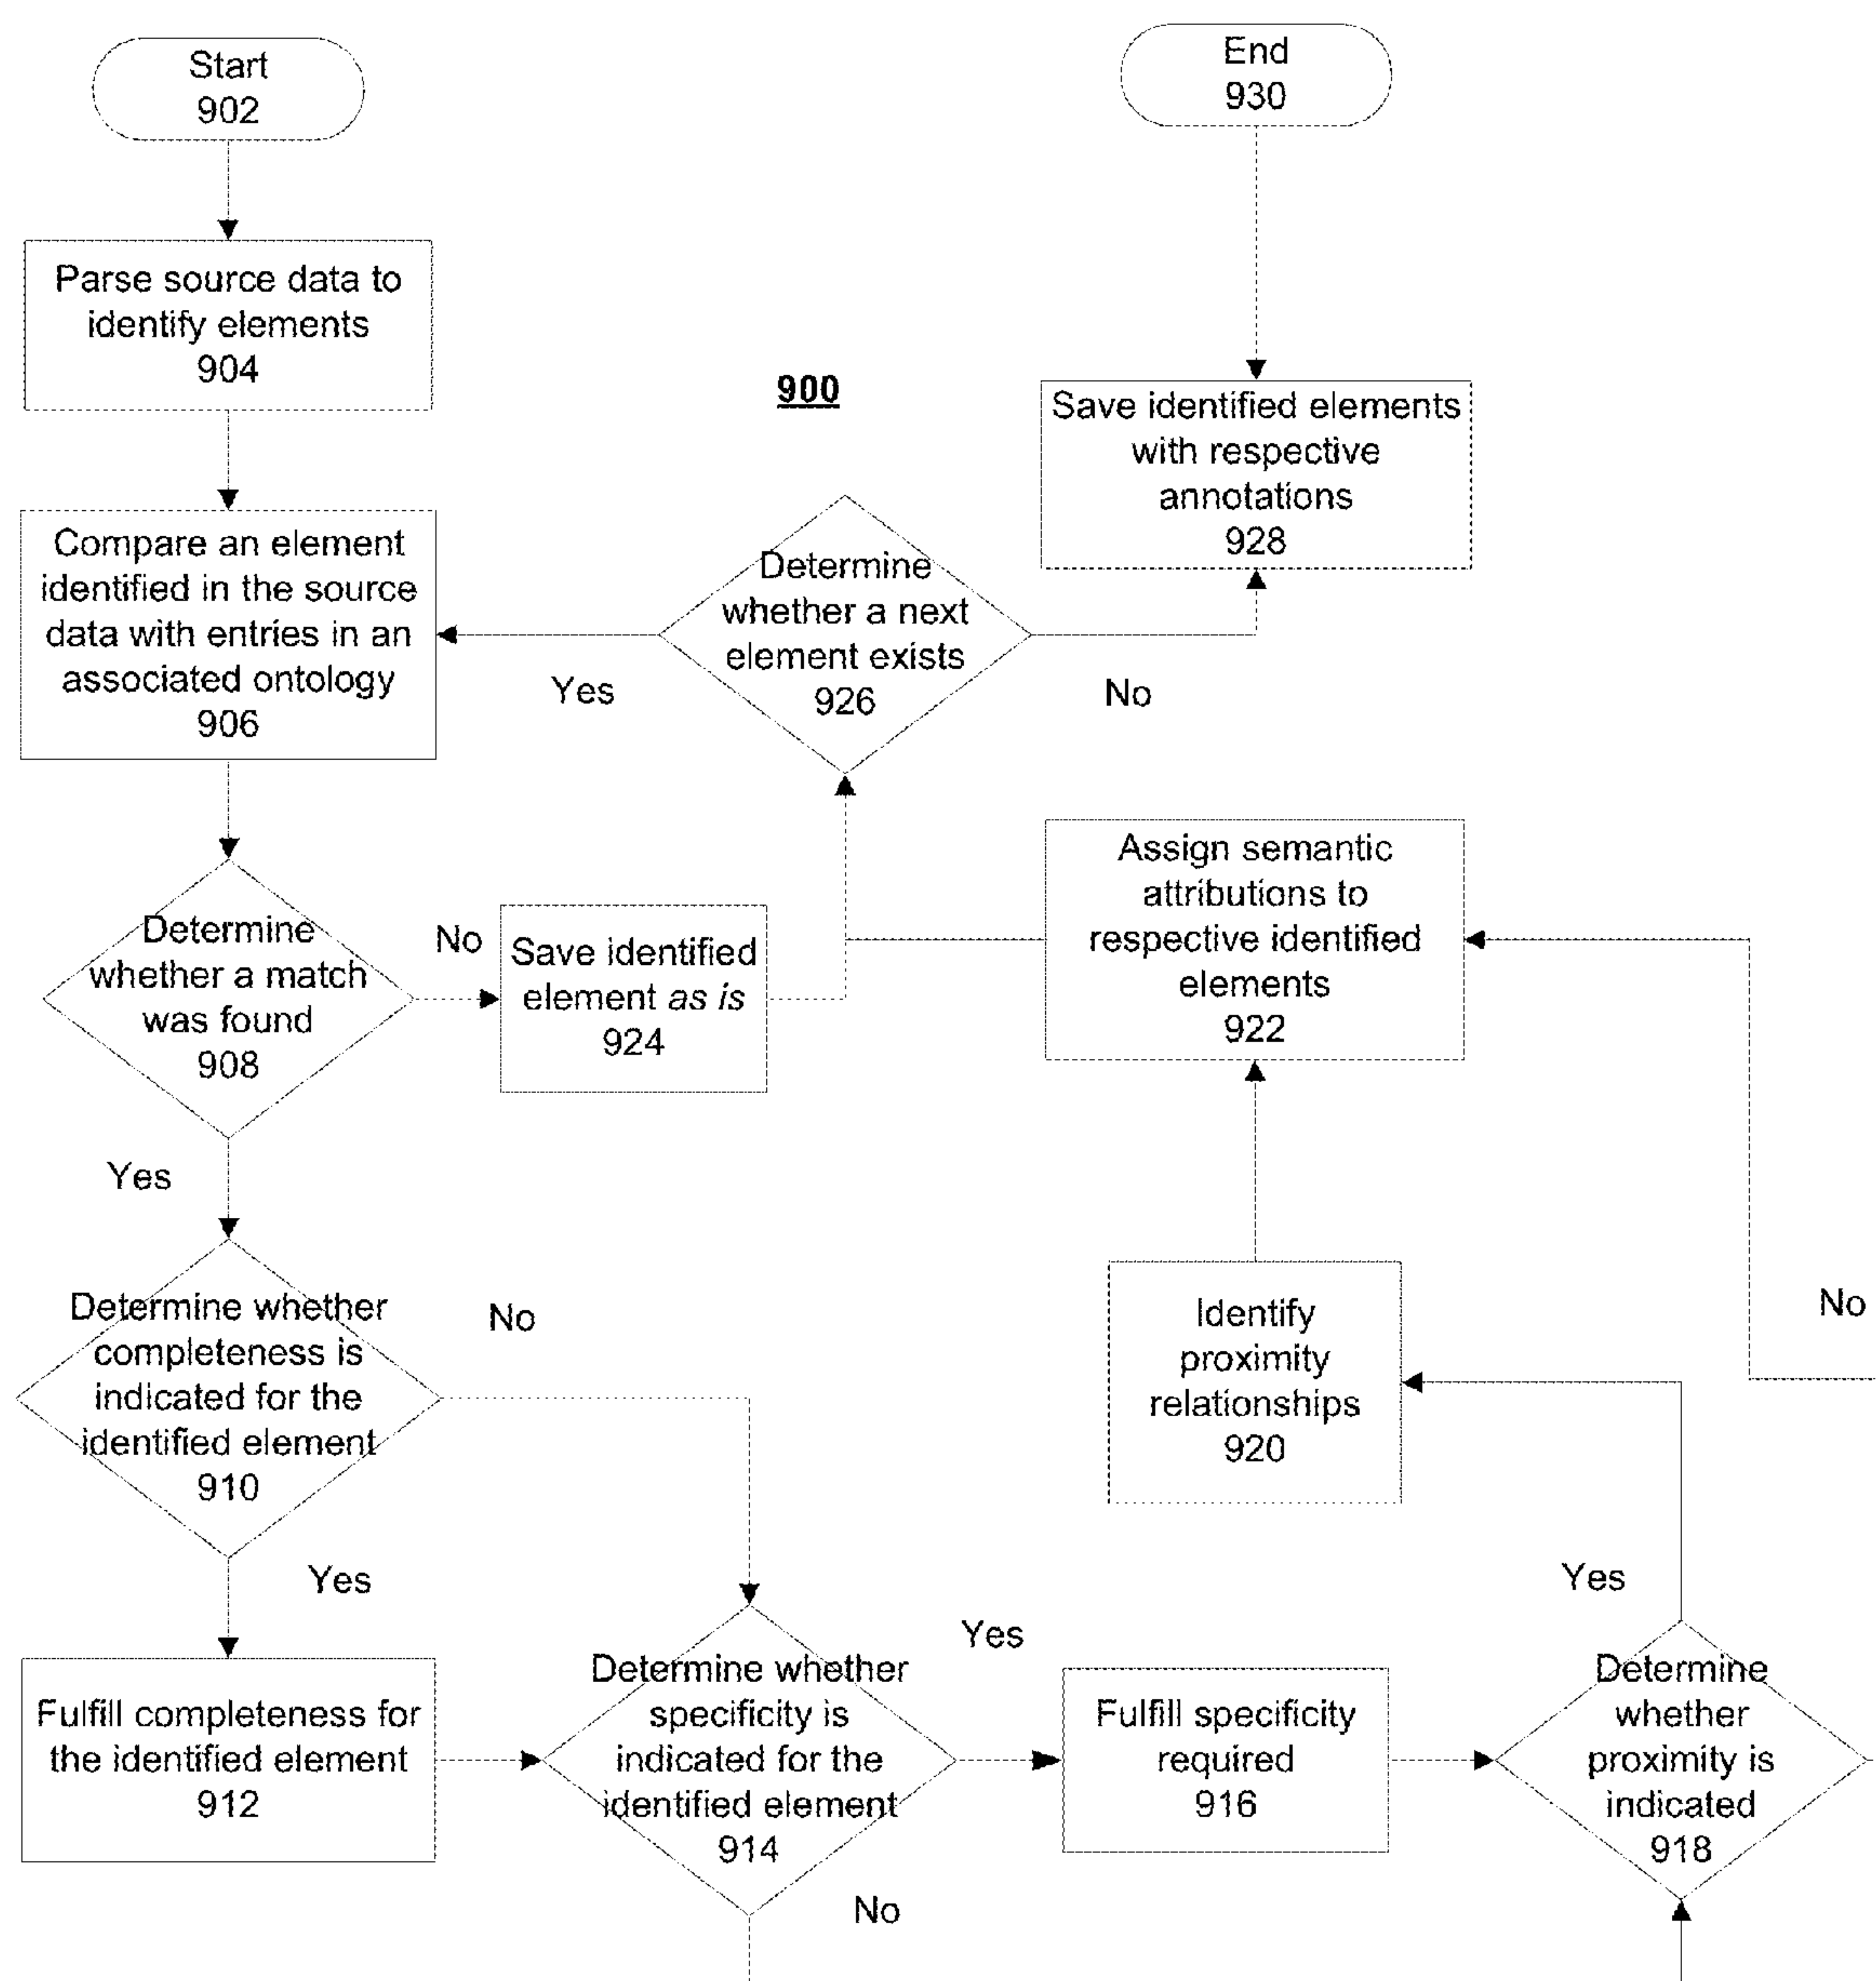 Start
902
Parse source data to
identify elements
904
Compare an element
identified in the source
data with entries in an
associated ontology
906
Determine
whether a match
was found
908
No
Save identified
element as is
924
Yes
Determine whether
completeness is
indicated for the
identified element
910
No
Yes
Fulfill completeness for
the identified element
912
Determine whether
specificity is
indicated for the
identified element
914
Yes
No
Fulfill specificity
required
916
Determine
whether
proximity is
indicated
918
Yes
No
Identify
proximity
relationships
920
Assign semantic
attributions to
respective identified
elements
922
Determine
whether a next
element exists
926
Yes
No
900
Save identified elements
with respective
annotations
928
End
930